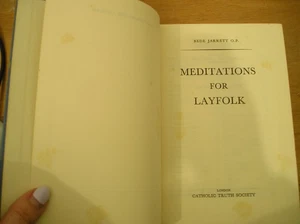 BEDE JARRETT O.P.
MEDITATIONS
FOR
LAYFOLK
LONDON
CATHOLIC TRUTH SOCIETY